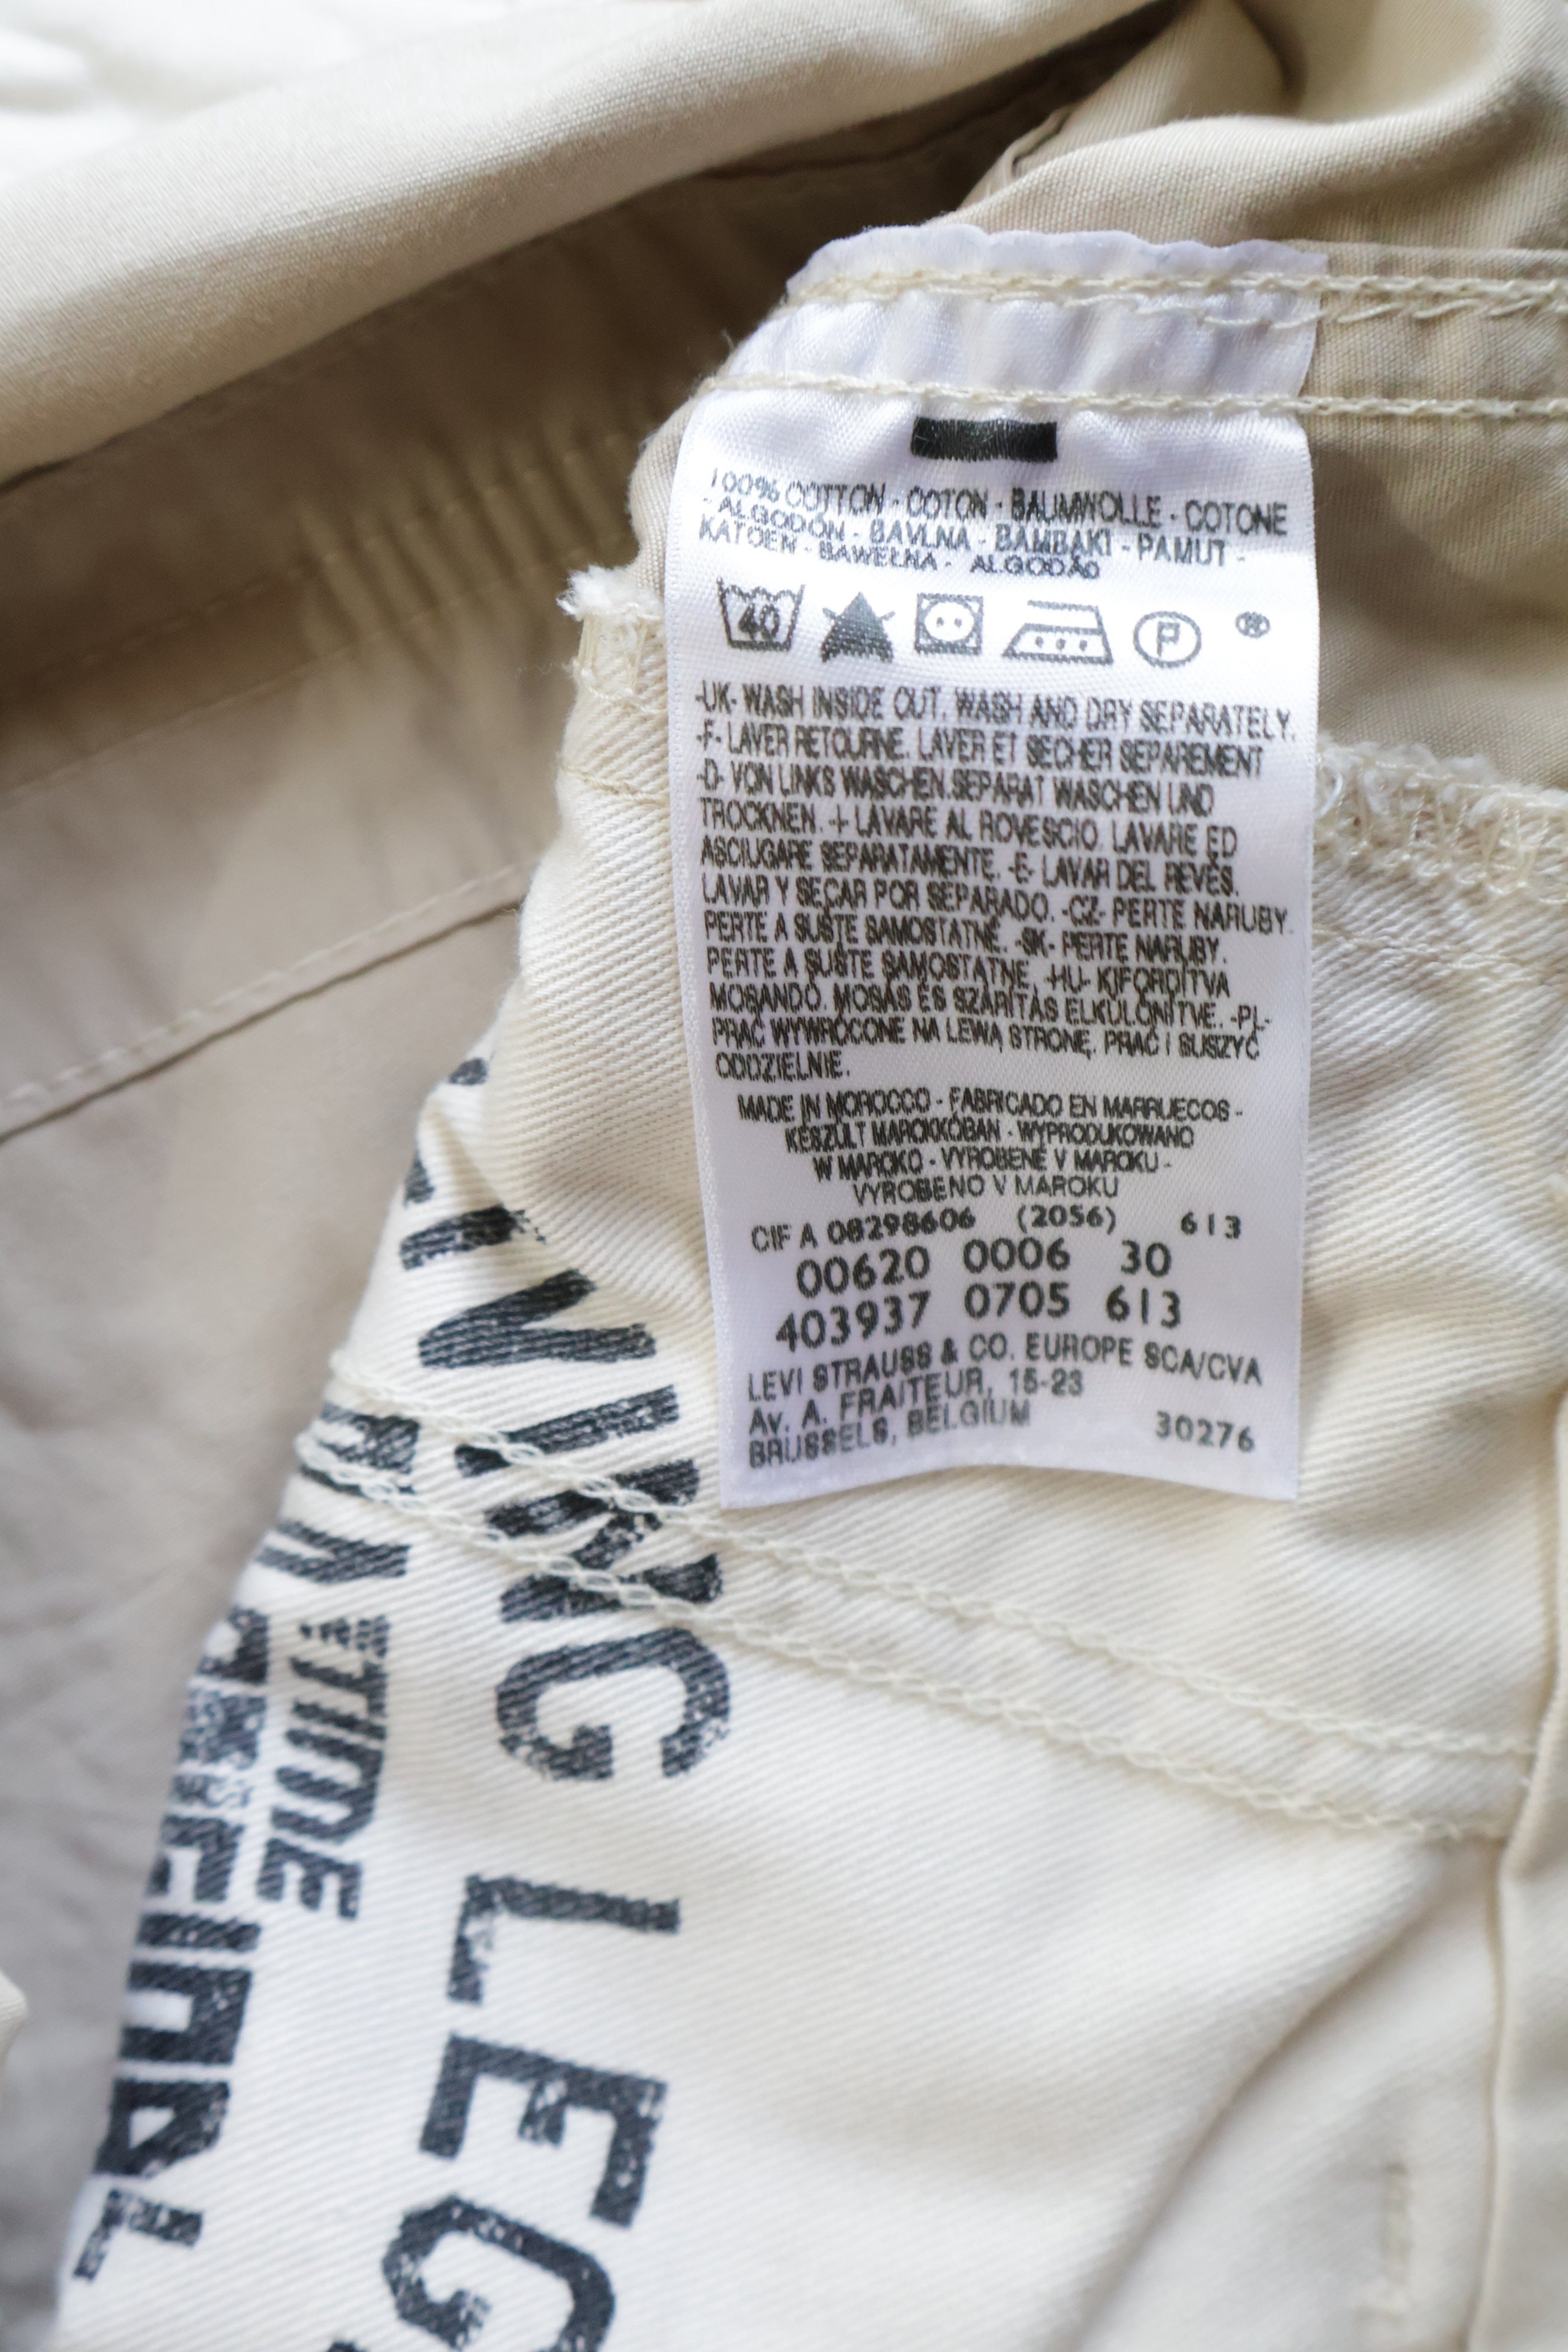 100% COTTON - COTON - BAUMWOLLE - COTONE
- ALGODÓN - BAVLNA - BAMBAKI - PAMUT -
KATOEN - BAWEŁNA - ALGODÃO
40 P ®
-UK- WASH INSIDE OUT. WASH AND DRY SEPARATELY.
-F- LAVER RETOURNE. LAVER ET SECHER SEPAREMENT
-D- VON LINKS WASCHEN.SEPARAT WASCHEN UND
TROCKNEN. -I- LAVARE AL ROVESCIO. LAVARE ED
ASCIUGARE SEPARATAMENTE. -E- LAVAR DEL REVÉS.
LAVAR Y SECAR POR SEPARADO. -CZ- PERTE NARUBY.
PERTE A SUŠTE SAMOSTATNĚ. -SK- PERTE NARUBY.
PERTE A SUŠTE SAMOSTATNE. -HU- KIFORDÍTVA
MOSANDÓ. MOSÁS ÉS SZÁRÍTÁS ELKÜLÖNÍTVE. -PL-
PRAĆ WYWRÓCONE NA LEWĄ STRONĘ. PRAĆ I SUSZYĆ
ODDZIELNIE.
MADE IN MOROCCO - FABRICADO EN MARRUECOS -
KÉSZÜLT MAROKKÓBAN - WYPRODUKOWANO
W MAROKO - VYROBENÉ V MAROKU -
VYROBENO V MAROKU
CIF A 08298606 (2056) 613
00620 0006 30
403937 0705 613
LEVI STRAUSS & CO. EUROPE SCA/CVA
Av. A. FRAITEUR, 15-23
BRUSSELS, BELGIUM 30276
LEG